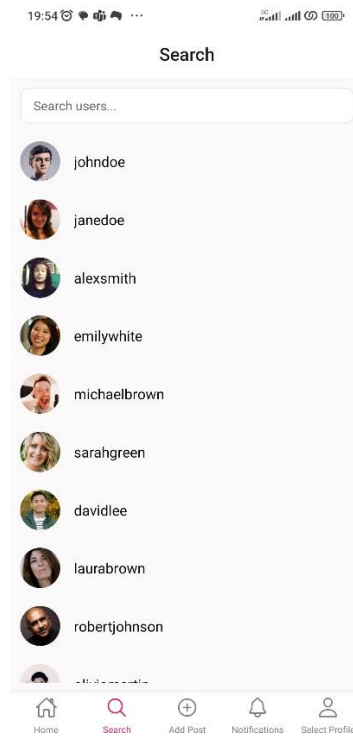 19:54
100
Search
Search users...
johndoe
janedoe
alexsmith
emilywhite
michaelbrown
sarahgreen
davidlee
laurabrown
robertjohnson
Home
Search
Add Post
Notifications
Select Profile